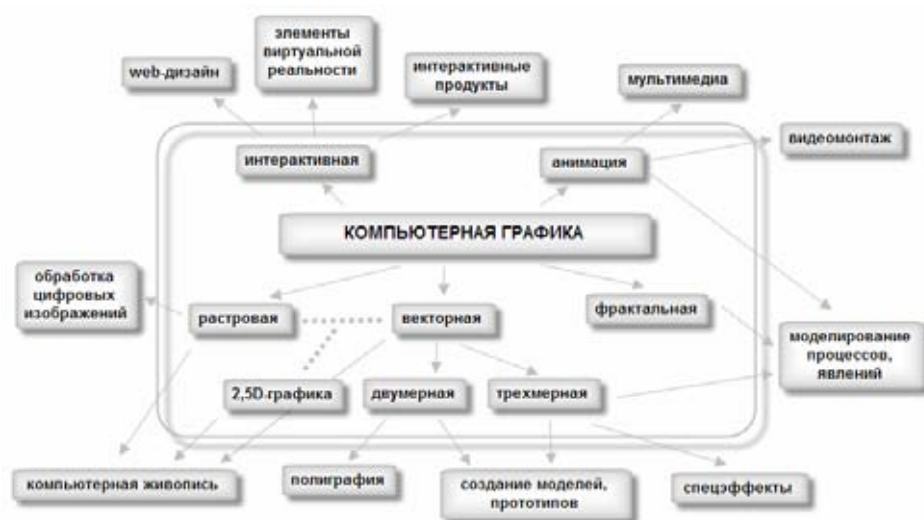 элементы
виртуальной
реальности
web-дизайн
интерактивные
продукты
мультимедиа
видеомонтаж
интерактивная
анимация
КОМПЬЮТЕРНАЯ ГРАФИКА
обработка
цифровых
изображений
растровая
векторная
фрактальная
моделирование
процессов,
явлений
2,5D-графика
двумерная
трехмерная
компьютерная живопись
полиграфия
создание моделей,
прототипов
спецэффекты